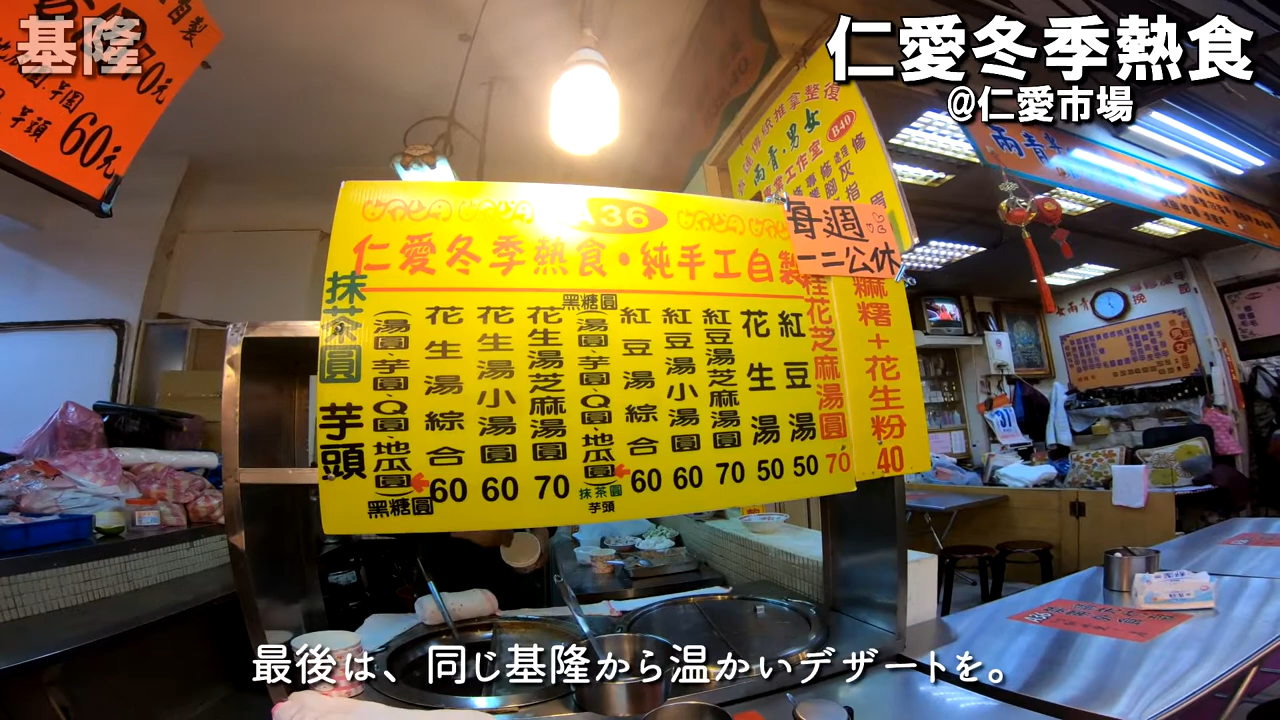 基隆
仁愛冬季熱食
@仁愛市場
60元
B40
36
仁愛冬季熱食・純手工自製
每週
一二公休
抹茶圓 芋頭
(湯圓、芋圓、Q圓、地瓜圓)
黑糖圓
花生湯綜合 60
花生湯小湯圓 60
花生湯芝麻湯圓 70
黑糖圓
(湯圓、芋圓、Q圓、地瓜圓)
抹茶圓
芋頭
紅豆湯綜合 60
紅豆湯小湯圓 60
紅豆湯芝麻湯圓 70
花生湯 50
紅豆湯 50
桂花芝麻湯圓 70
麻糬+花生粉 40
最後は、同じ基隆から温かいデザートを。